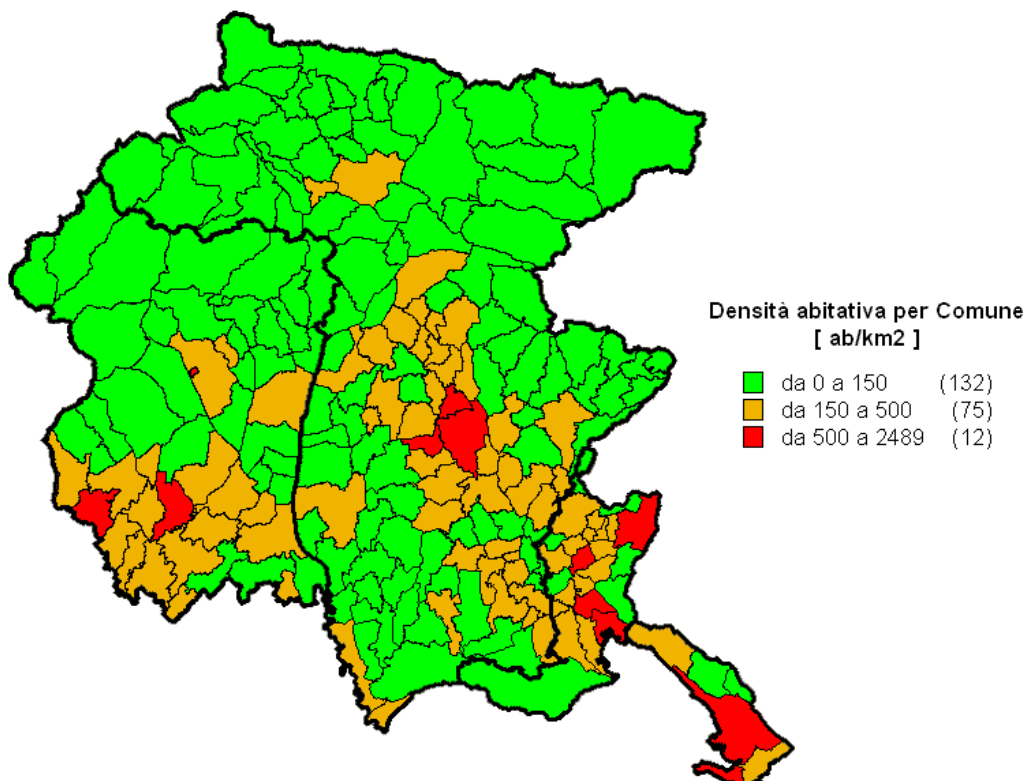 Densità abitativa per Comune
[ ab/km2 ]
da 0 a 150 (132)
da 150 a 500 (75)
da 500 a 2489 (12)